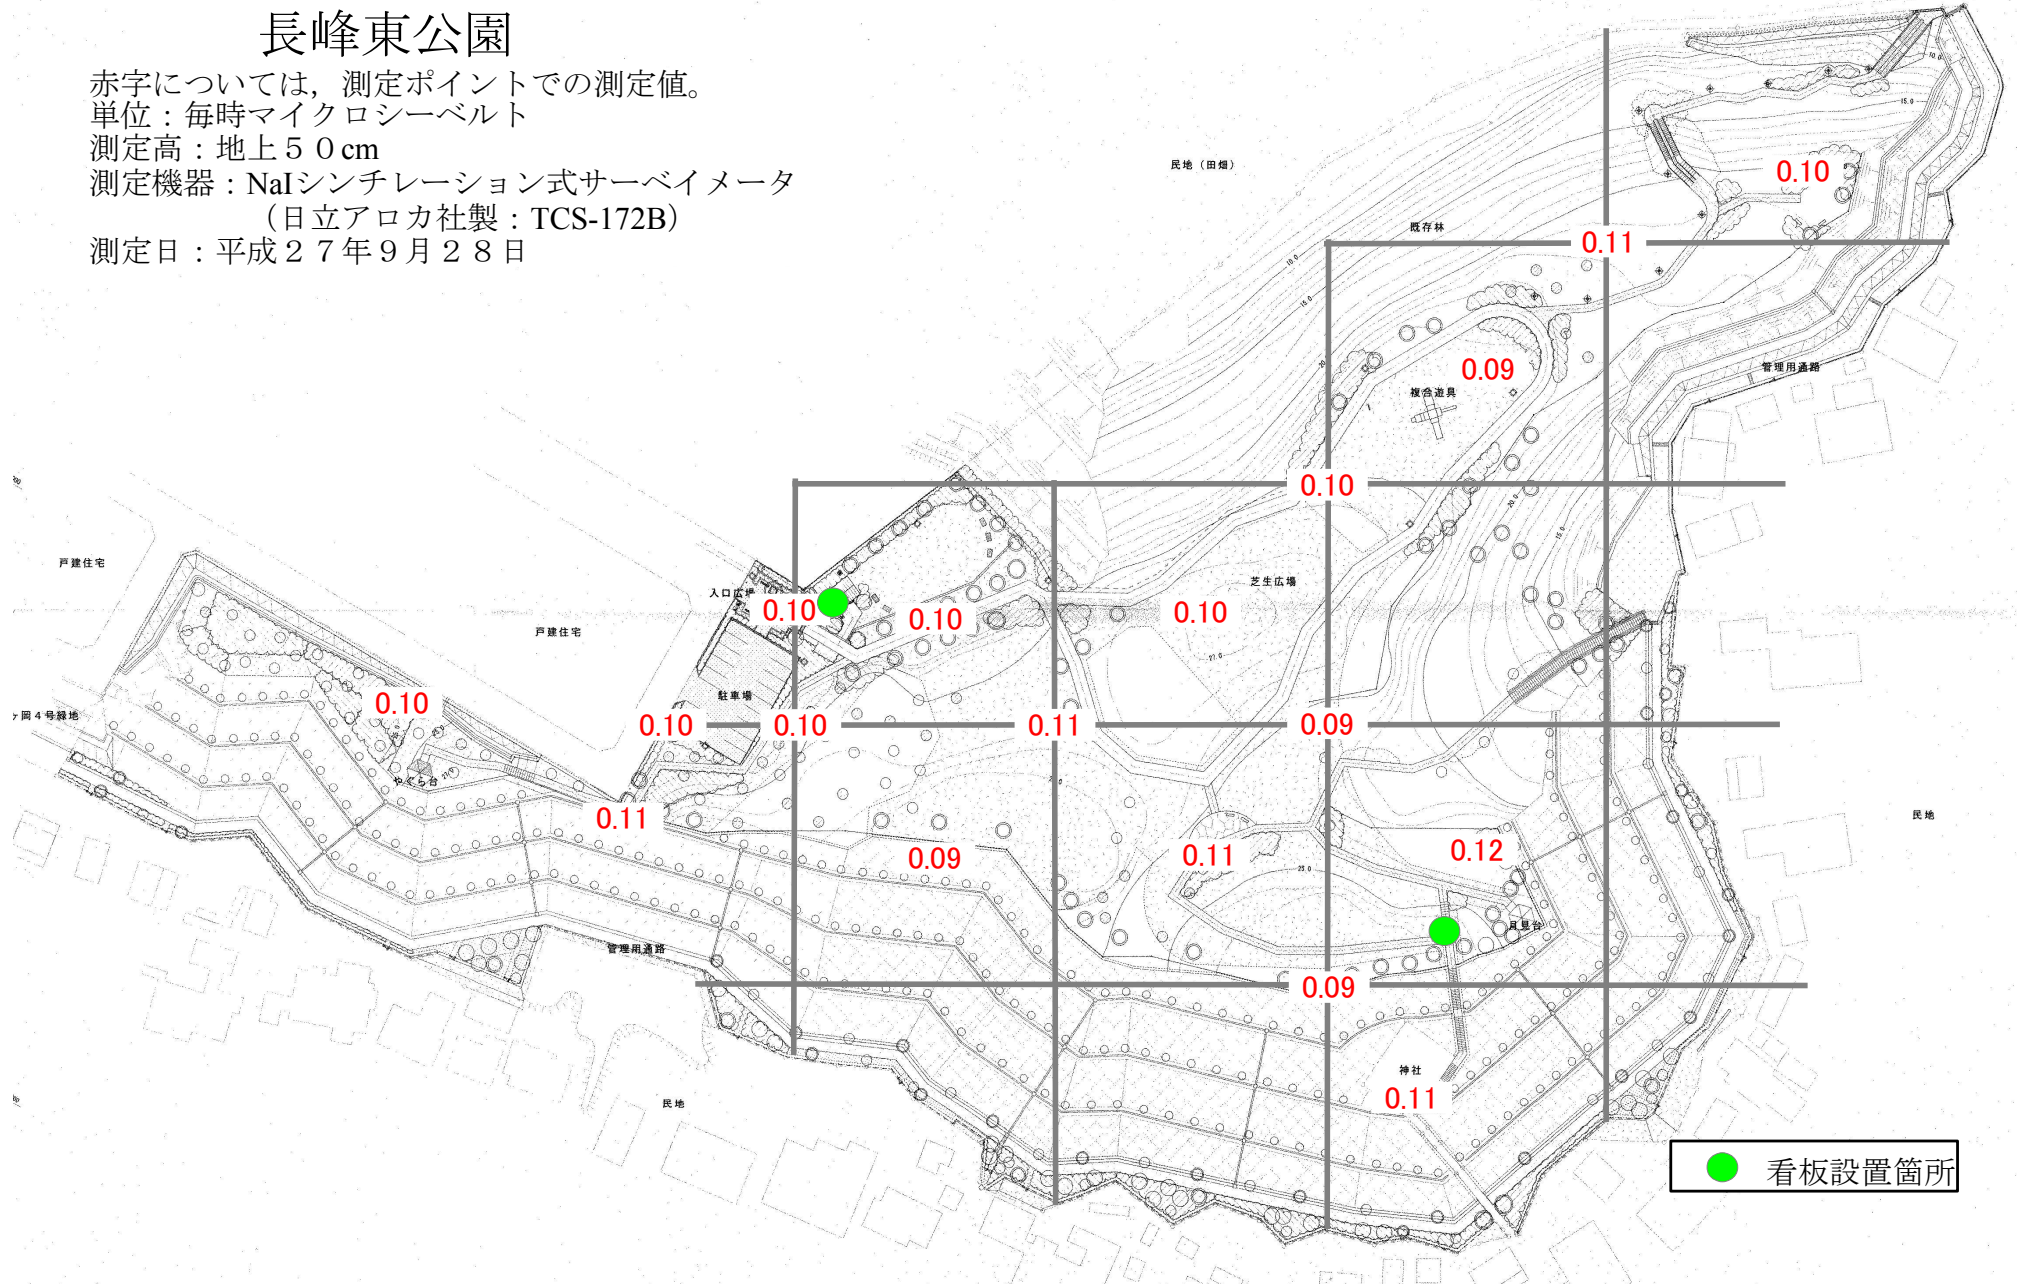 長峰東公園
赤字については，測定ポイントでの測定値。
単位：毎時マイクロシーベルト
測定高：地上５０cm
測定機器：NaIシンチレーション式サーベイメータ
（日立アロカ社製：TCS-172B）
測定日：平成２７年９月２８日
民地（田畑）
0.10
既存林
0.11
管理用通路
0.09
複合遊具
0.10
戸建住宅
入口広場
芝生広場
0.10
0.10
0.10
戸建住宅
駐車場
0.10
ヶ岡４号緑地
0.10
0.10
0.11
0.09
やぐら台
0.11
民地
0.09
0.11
0.12
月見台
管理用通路
0.09
神社
0.11
民地
看板設置箇所